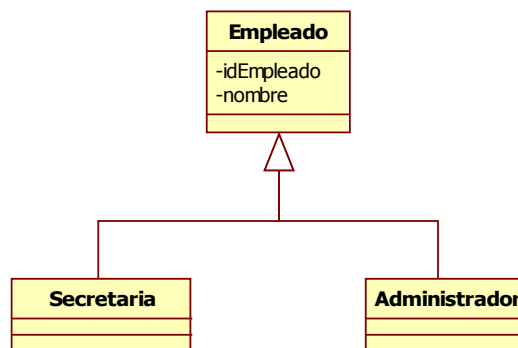 Empleado
-idEmpleado
-nombre
Secretaria
Administrador